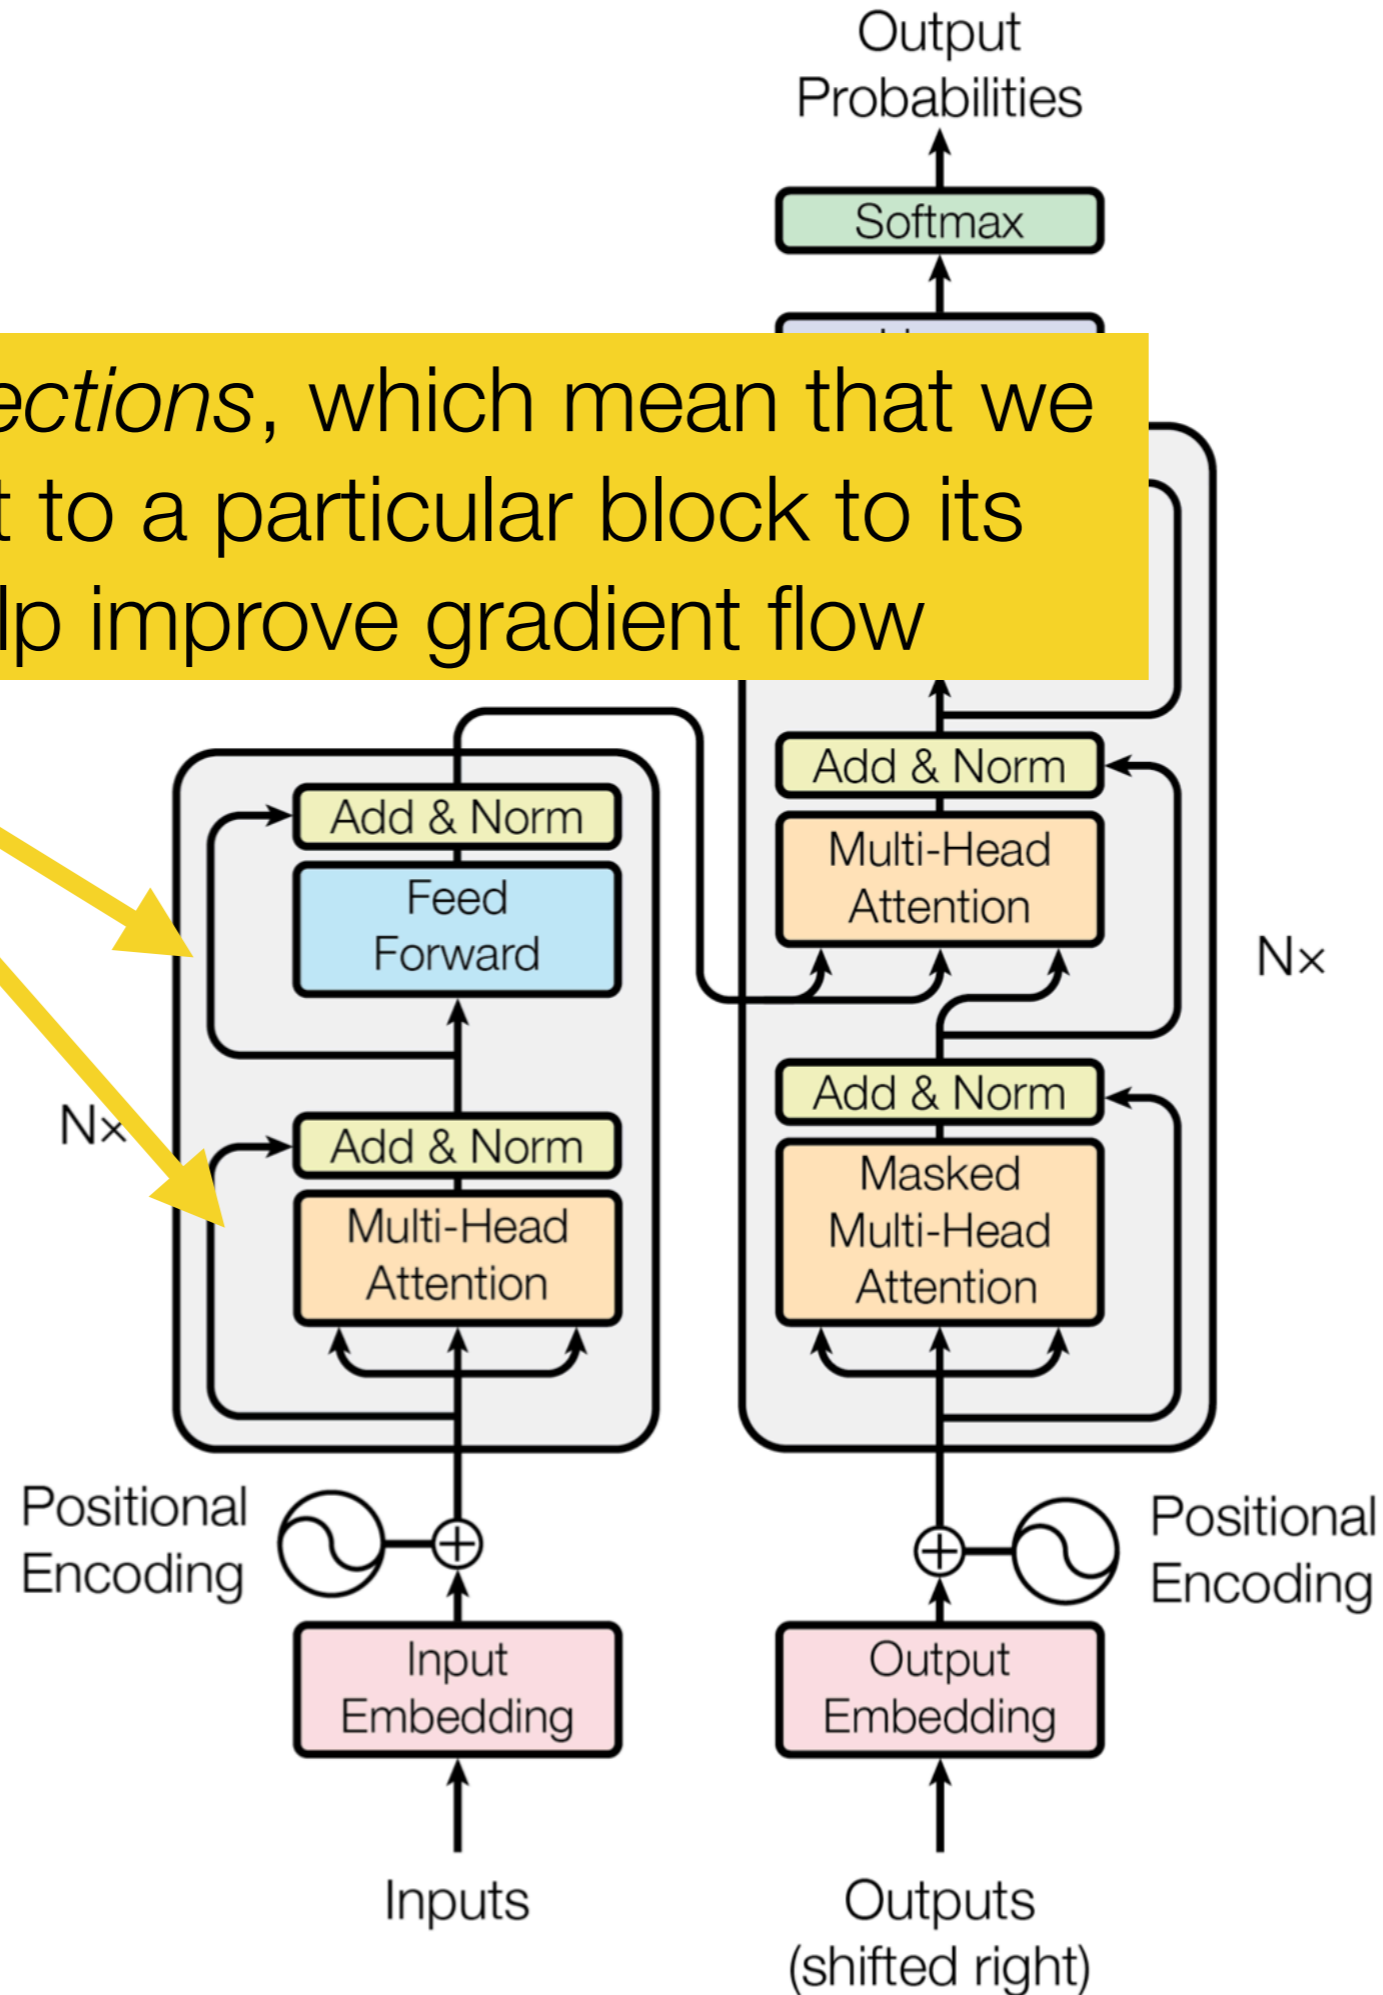 Output
Probabilities
Softmax
ections, which mean that we
t to a particular block to its
lp improve gradient flow
Add & Norm
Feed
Forward
Add & Norm
Multi-Head
Attention
Nx
Add & Norm
Multi-Head
Attention
Add & Norm
Masked
Multi-Head
Attention
Nx
Positional
Encoding
Input
Embedding
Inputs
Positional
Encoding
Output
Embedding
Outputs
(shifted right)